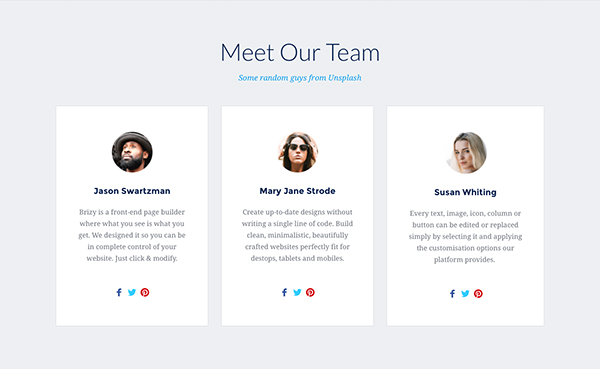 Meet Our Team
Some random guys from Unsplash
Jason Swartzman
Brizy is a front-end page builder
where what you see is what you
get. We designed it so you can be
in complete control of your
website. Just click & modify.
Mary Jane Strode
Create up-to-date designs without
writing a single line of code. Build
clean, minimalistic, beautifully
crafted websites perfectly fit for
destops, tablets and mobiles.
Susan Whiting
Every text, image, icon, column or
button can be edited or replaced
simply by selecting it and applying
the customisation options our
platform provides.